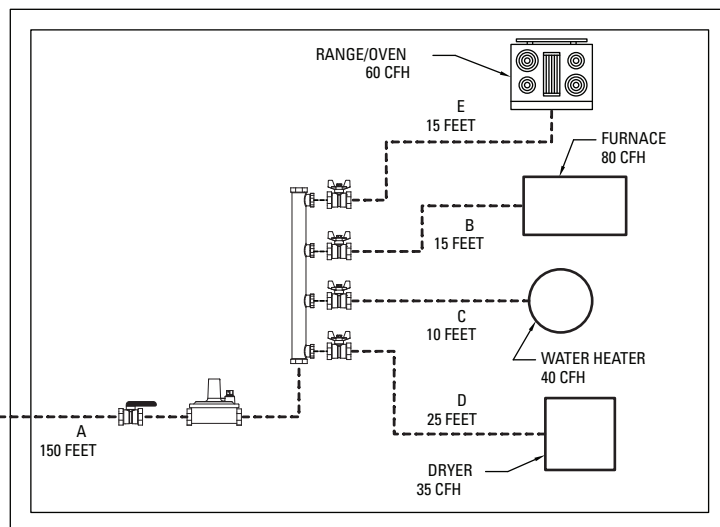 RANGE/OVEN
60 CFH
E
15 FEET
FURNACE
80 CFH
B
15 FEET
C
10 FEET
WATER HEATER
40 CFH
D
25 FEET
A
150 FEET
DRYER
35 CFH